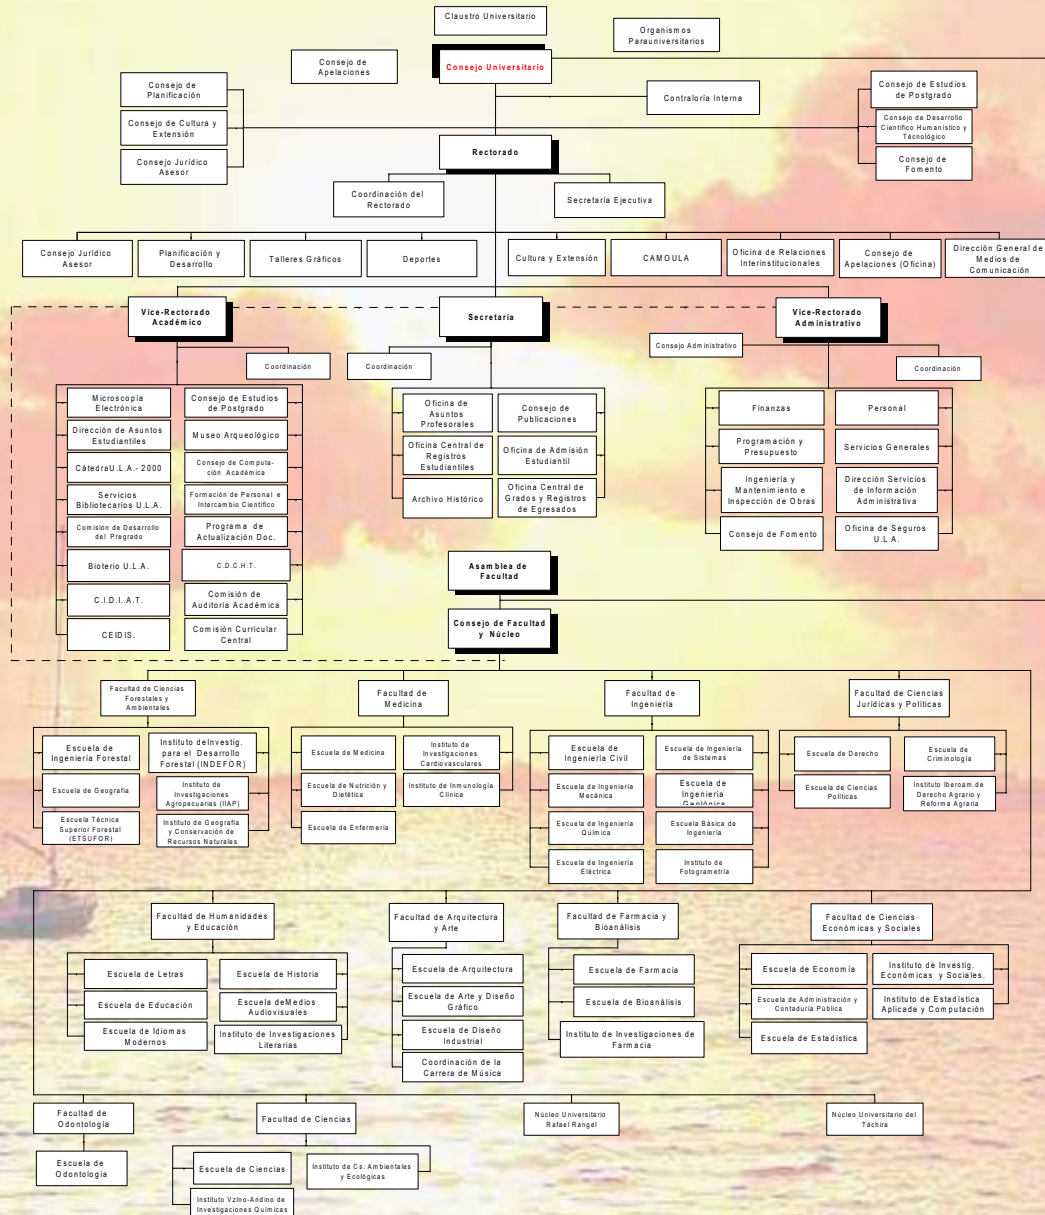 Claustro Universitario
Organismos
Parauniversitarios
Consejo Universitario
Consejo de
Apelaciones
Consejo de
Planificación
Consejo de Cultura y
Extensión
Consejo Jurídico
Asesor
Contraloría Interna
Consejo de Estudios
de Postgrado
Consejo de Desarrollo
Científico Humanístico y
Técnológico
Consejo de
Fomento
Rectorado
Coordinación del
Rectorado
Secretaría Ejecutiva
Consejo Jurídico
Asesor
Planificación y
Desarrollo
Talleres Gráficos
Deportes
Cultura y Extensión
CAMOULA
Oficina de Relaciones
Interinstitucionales
Consejo de
Apelaciones (Oficina)
Dirección General de
Medios de
Comunicación
Vice-Rectorado
Académico
Secretaría
Vice-Rectorado
Administrativo
Coordinación
Coordinación
Consejo Administrativo
Coordinación
Microscopía
Electrónica
Consejo de Estudios
de Postgrado
Dirección de Asuntos
Estudiantiles
Museo Arqueológico
CátedraU.L.A.- 2000
Consejo de Computa-
ción Académica
Servicios
Bibliotecarios U.L.A.
Formación de Personal e
Intercambio Científico
Comisión de Desarrollo
del Pregrado
Programa de
Actualización Doc.
Bioterio U.L.A.
C.D.C.H.T.
C.I.D.I..A.T.
Comisión de
Auditoría Académica
CEIDIS.
Comisión Curricular
Central
Oficina de
Asuntos
Profesorales
Consejo de
Publicaciones
Oficina Central de
Registros
Estudiantiles
Oficina de Admisión
Estudiantil
Archivo Histórico
Oficina Central de
Grados y Registros
de Egresados
Finanzas
Personal
Programación y
Presupuesto
Servicios Generales
Ingeniería y
Mantenimiento e
Inspección de Obras
Dirección Servicios
de Información
Administrativa
Consejo de Fomento
Oficina de Seguros
U.L.A.
Asamblea de
Facultad
Consejo de Facultad
y Núcleo
Facultad de Ciencias
Forestales y
Ambientales
Facultad de
Medicina
Facultad de
Ingeniería
Facultad de Ciencias
Jurídicas y Políticas
Escuela de
Ingeniería Forestal
Instituto deInvestig.
para el Desarrollo
Forestal (INDEFOR)
Escuela de Geografía
Instituto de
Investigaciones
Agropecuarias (IIAP)
Escuela Técnica
Superior Forestal
(ETSUFOR)
Instituto de Geografía
y Conservación de
Recursos Naturales
Escuela de Medicina
Instituto de
Investigaciones
Cardiovasculares
Escuela de Nutrición y
Dietética
Instituto de Inmunología
Clínica
Escuela de Enfermería
Escuela de
Ingeniería Civil
Escuela de Ingeniería
de Sistemas
Escuela de Ingeniería
Mecánica
Escuela de
Ingeniería
Geológica
Escuela de Ingeniería
Química
Escuela Básica de
Ingeniería
Escuela de Ingeniería
Eléctrica
Instituto de
Fotogrametría
Escuela de Derecho
Escuela de
Criminología
Escuela de Ciencias
Políticas
Instituto Iberoam.de
Derecho Agrario y
Reforma Agraria
Facultad de Humanidades
y Educación
Facultad de Arquitectura
y Arte
Facultad de Farmacia y
Bioanálisis
Facultad de Ciencias
Económicas y Sociales
Escuela de Letras
Escuela de Historia
Escuela de Educación
Escuela deMedios
Audiovisuales
Escuela de Idiomas
Modernos
Instituto de Investigaciones
Literarias
Escuela de Arquitectura
Escuela de Arte y Diseño
Gráfico
Escuela de Diseño
Industrial
Coordinación de la
Carrera de Música
Escuela de Farmacia
Escuela de Bioanálisis
Instituto de Investigaciones de
Farmacia
Escuela de Economía
Instituto de Investig.
Económicas y Sociales.
Escuela de Administración y
Contaduría Pública
Instituto de Estadística
Aplicada y Computación
Escuela de Estadística
Facultad de
Odontología
Facultad de Ciencias
Núcleo Universitario
Rafael Rangel
Núcleo Universitario del
Táchira
Escuela de
Odontología
Escuela de Ciencias
Instituto de Cs. Ambientales
y Ecológicas
Instituto Vzlno-Andino de
Investigaciones Químicas